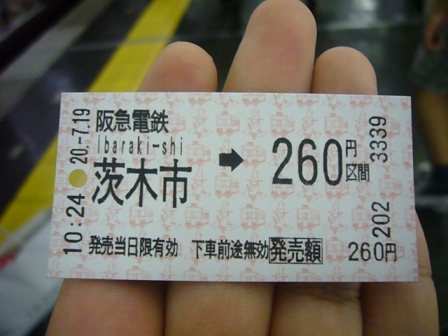 阪急電鉄
Ibaraki-shi
茨木市 ➡ 260円区間
発売当日限有効 下車前途無効 発売額 260円
20.-7.19
10:24
3339
202